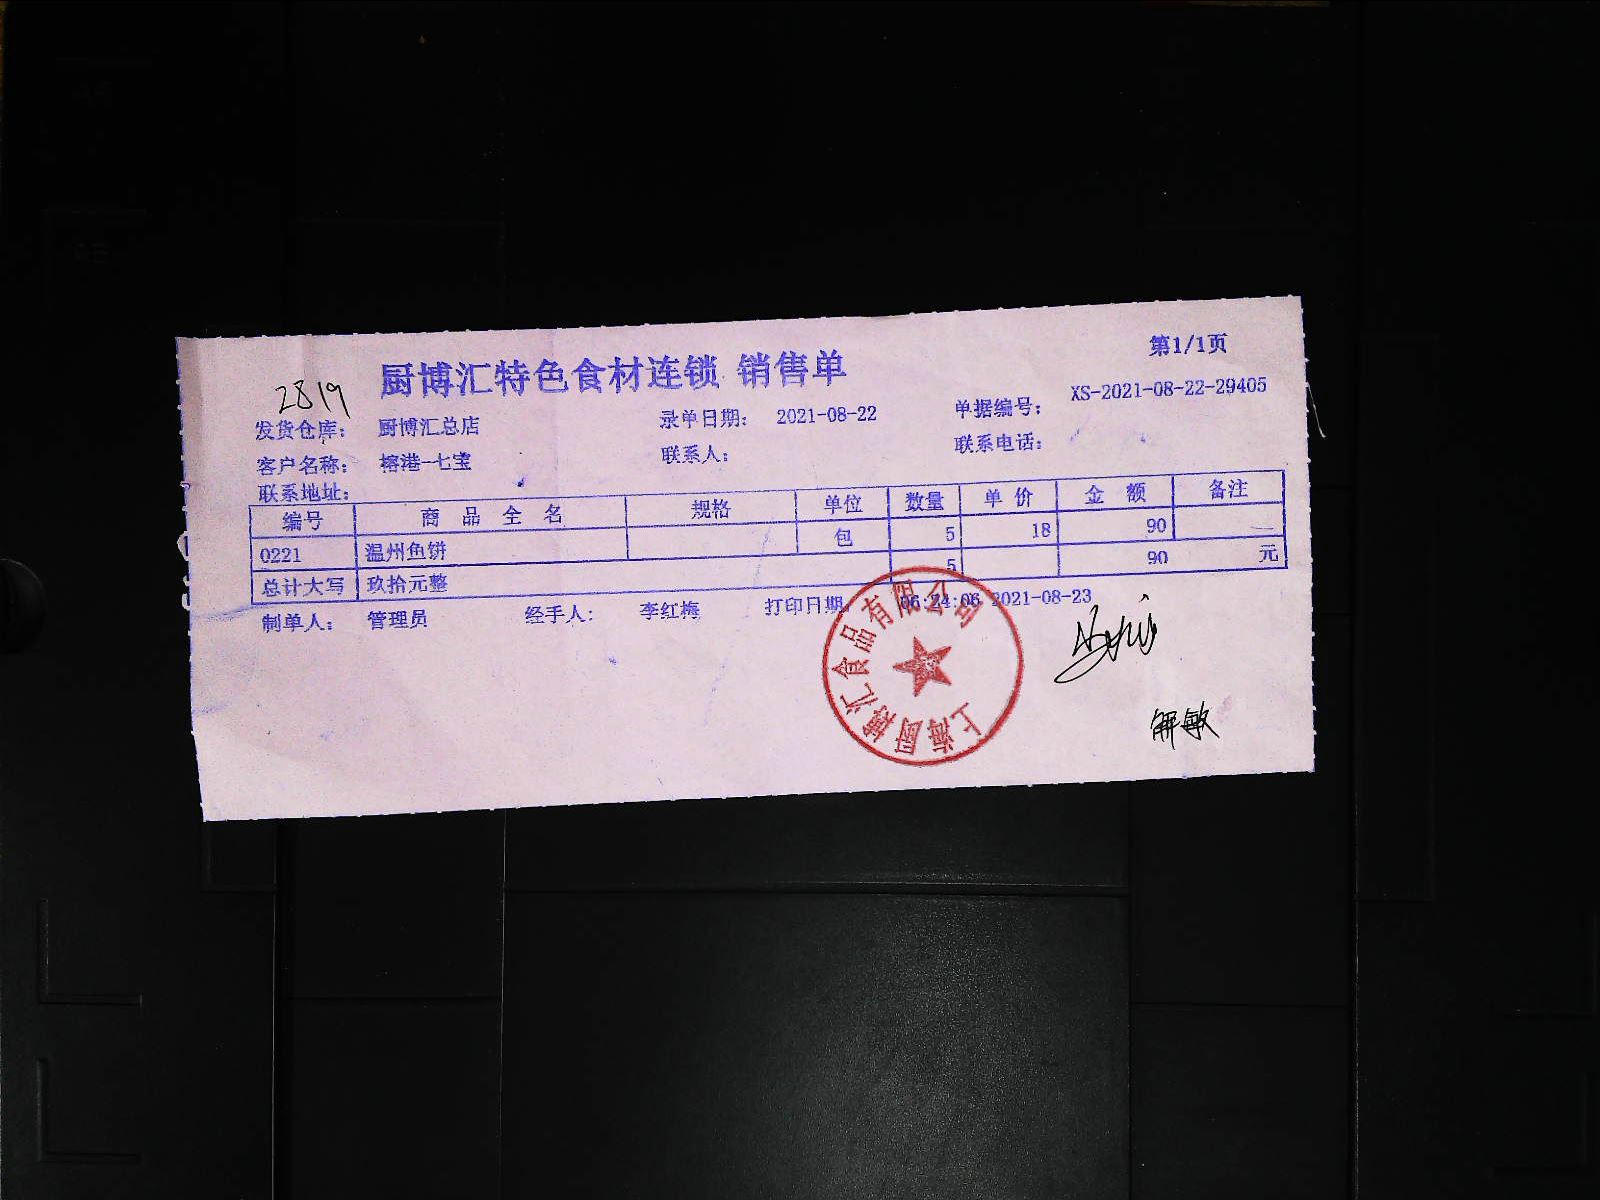 第1/1页
厨博汇特色食材连锁 销售单
2819
发货仓库: 厨博汇总店 录单日期: 2021-08-22 单据编号: XS-2021-08-22-29405
客户名称: 榕港-七宝 联系人: 联系电话:
联系地址:
编号 商品全名 规格 单位 数量 单价 金额 备注
0221 温州鱼饼 包 5 18 90
总计大写 玖拾元整 5 90 元
制单人: 管理员 经手人: 李红梅 打印日期 06:24:06 2021-08-23
上海厨博汇食品有限公司
解敏